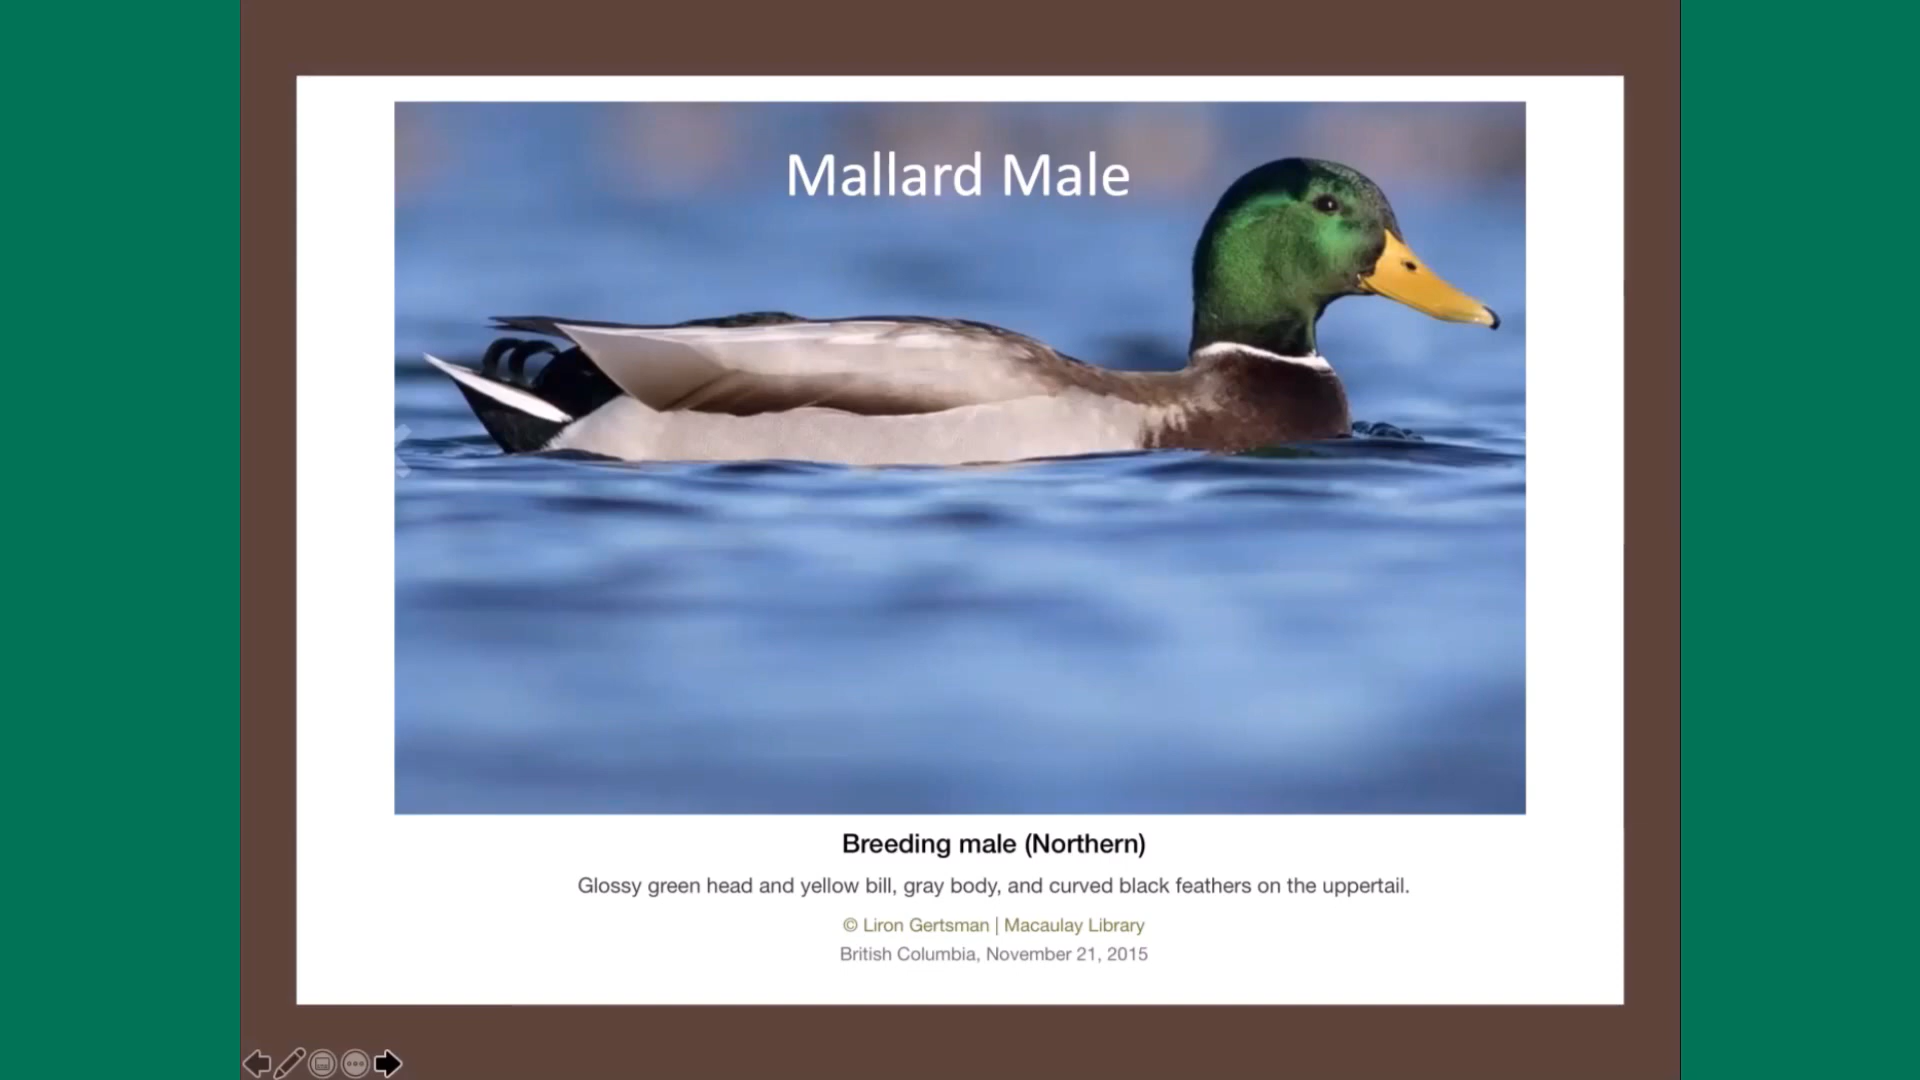 Mallard Male
Breeding male (Northern)
Glossy green head and yellow bill, gray body, and curved black feathers on the uppertail.
© Liron Gertsman | Macaulay Library
British Columbia, November 21, 2015